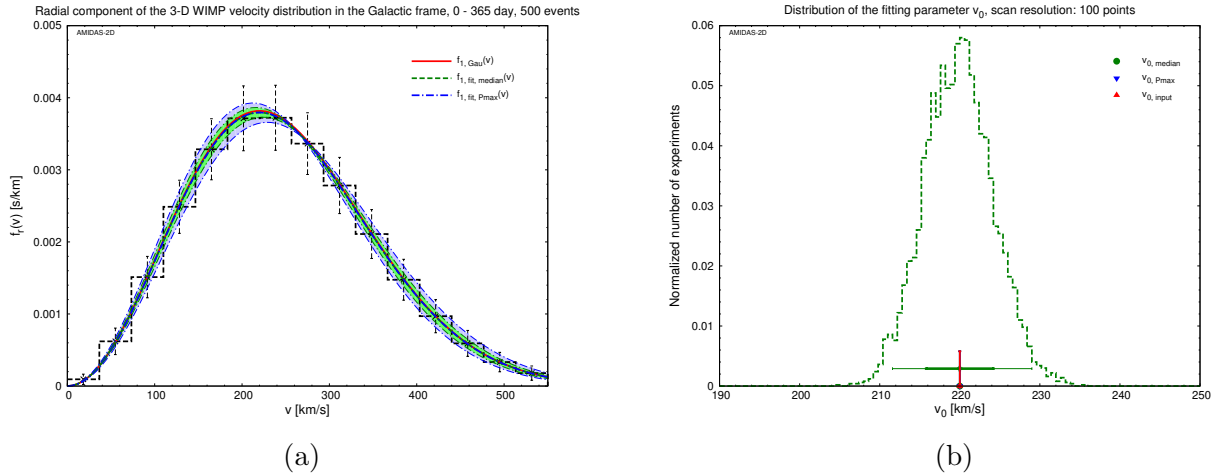 Radial component of the 3-D WIMP velocity distribution in the Galactic frame, 0 - 365 day, 500 events
AMIDAS-2D
f1, Gau(v)
f1, fit, median(v)
f1, fit, Pmax(v)
0.004
0.003
0.002
0.001
0
fr(v) [s/km]
0 100 200 300 400 500
v [km/s]
(a)
Distribution of the fitting parameter v0, scan resolution: 100 points
AMIDAS-2D
v0, median
v0, Pmax
v0, input
0.06
0.05
0.04
0.03
0.02
0.01
0
Normalized number of experiments
190 200 210 220 230 240 250
v0 [km/s]
(b)